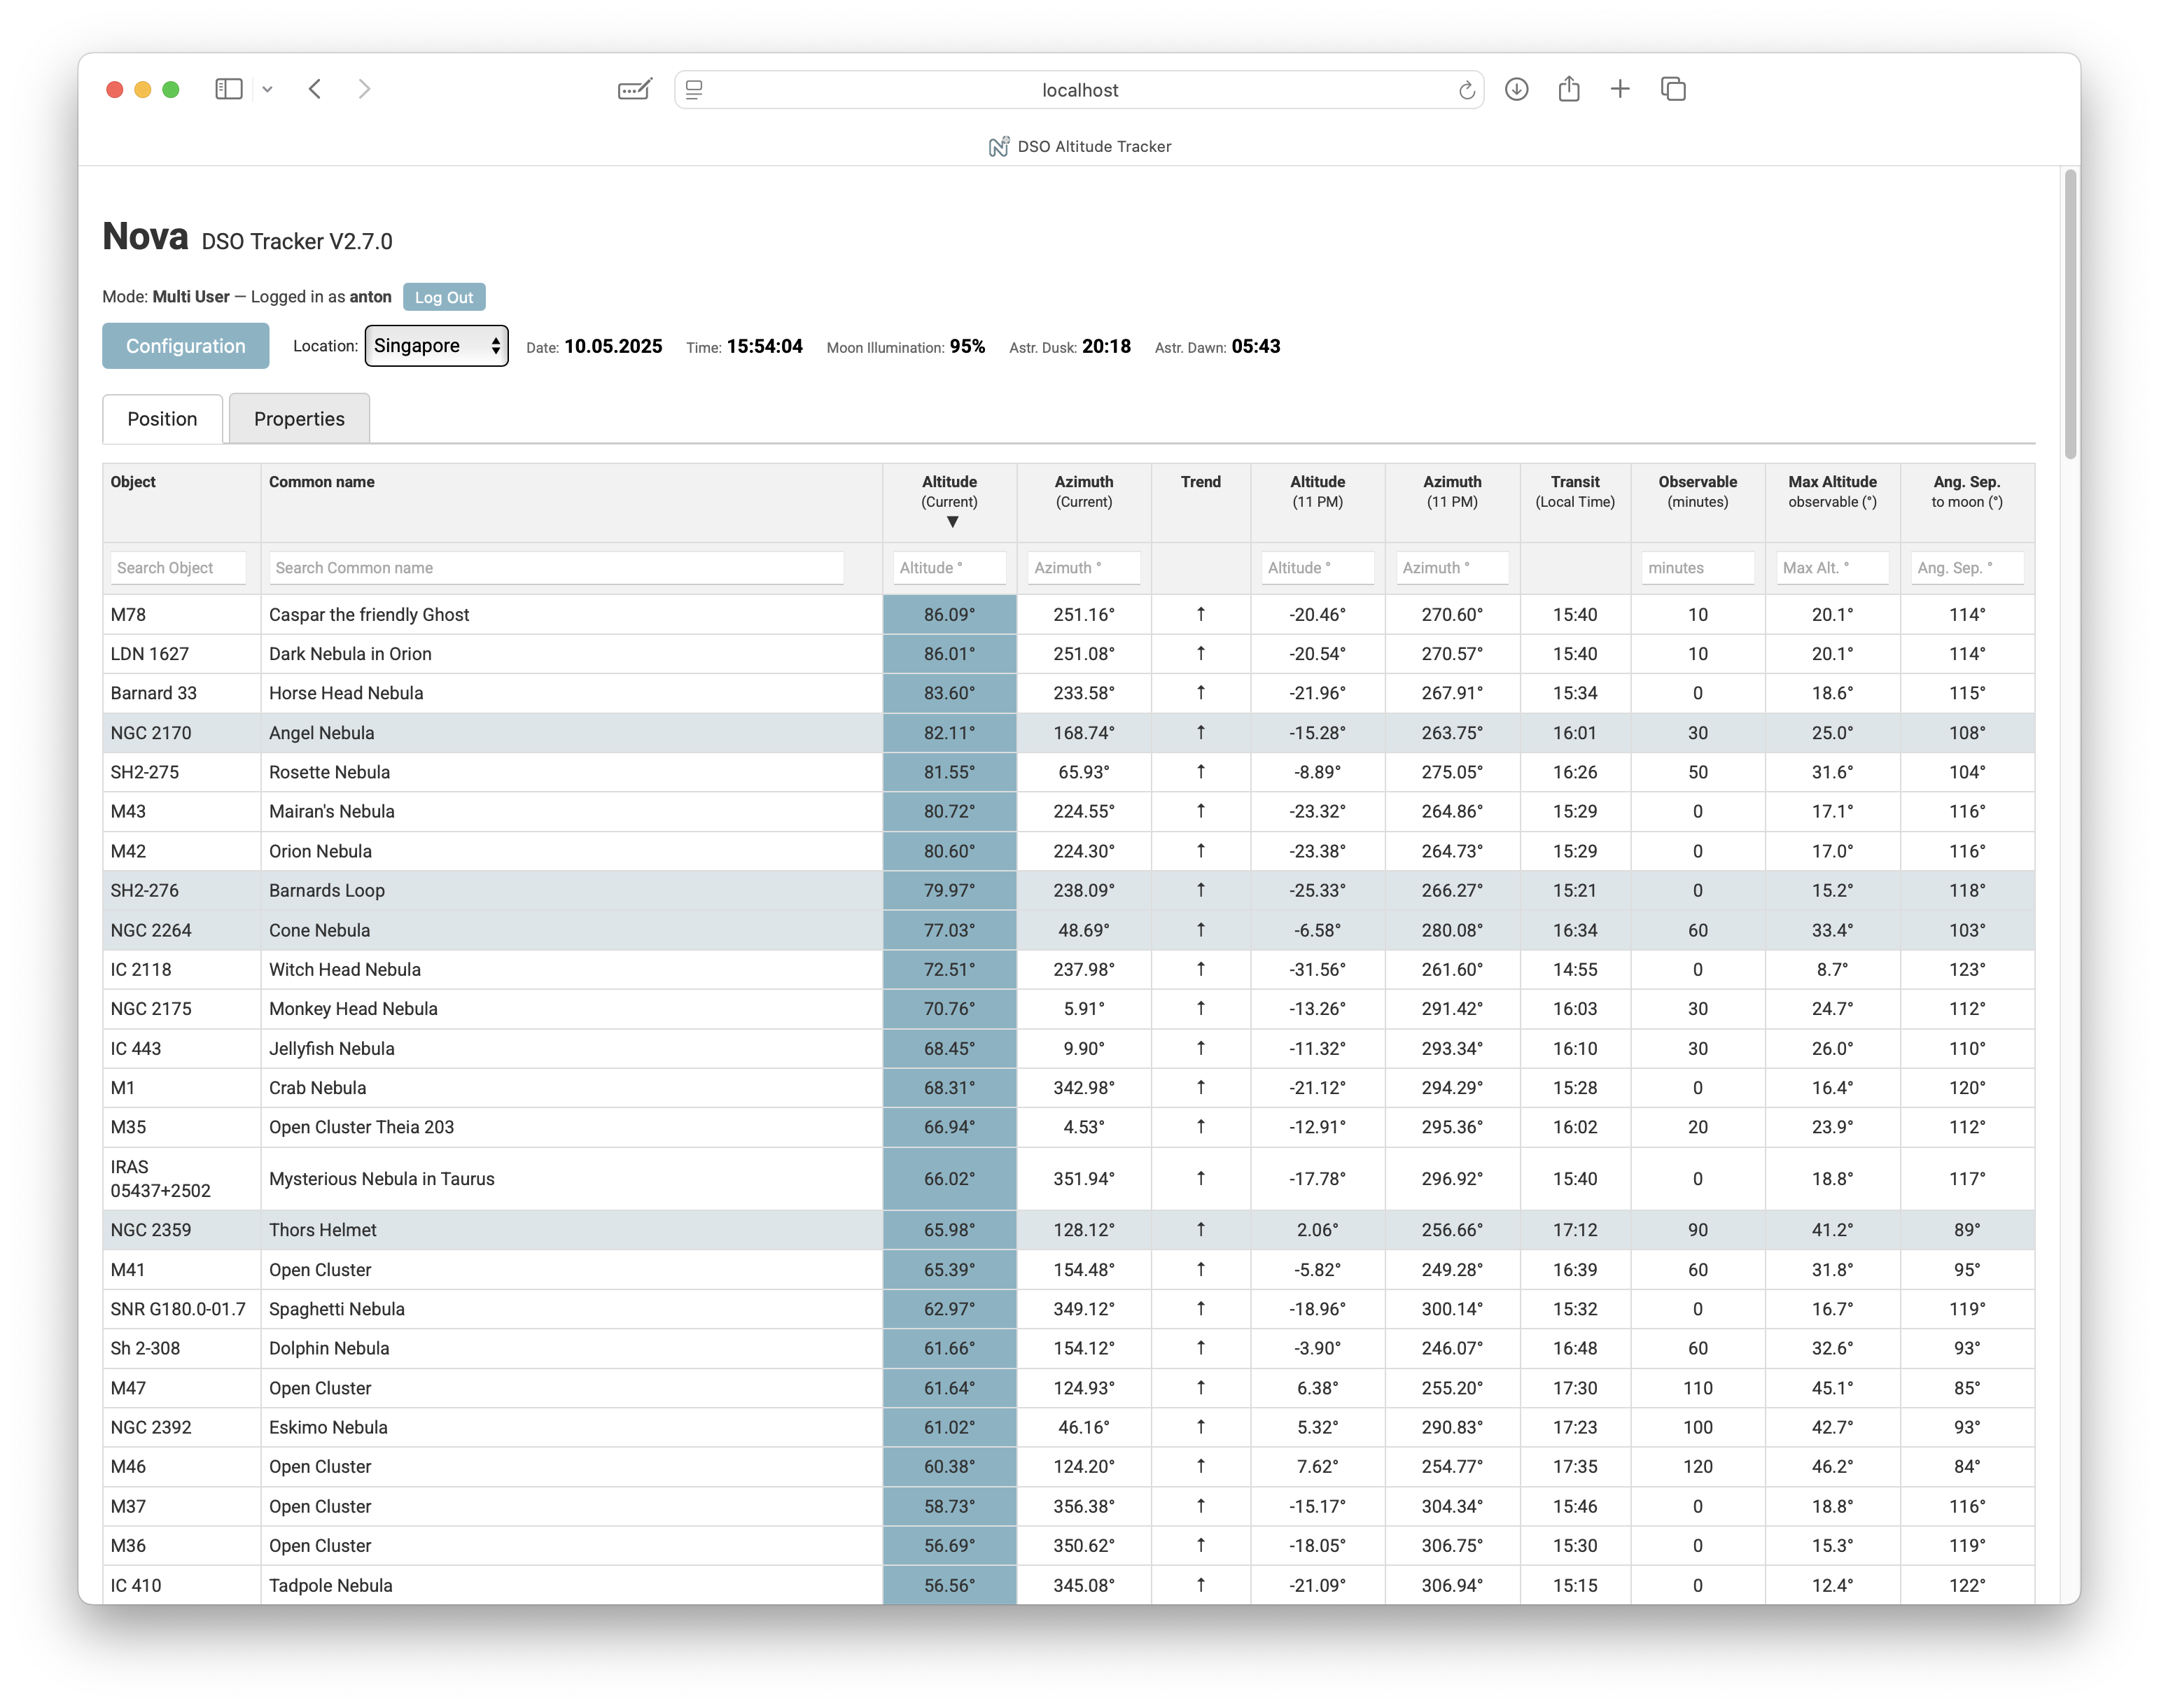 localhost
DSO Altitude Tracker
Nova DSO Tracker V2.7.0
Mode: Multi User — Logged in as anton Log Out
Configuration Location: Singapore Date: 10.05.2025 Time: 15:54:04 Moon Illumination: 95% Astr. Dusk: 20:18 Astr. Dawn: 05:43
Position Properties
Object Common name Altitude Azimuth Trend Altitude Azimuth Transit Observable Max Altitude Ang. Sep.
(Current) (Current) (11 PM) (11 PM) (Local Time) (minutes) observable (°) to moon (°)
▼
Search Object Search Common name Altitude ° Azimuth ° Altitude ° Azimuth ° minutes Max Alt. ° Ang. Sep. °
M78 Caspar the friendly Ghost 86.09° 251.16° ↑ -20.46° 270.60° 15:40 10 20.1° 114°
LDN 1627 Dark Nebula in Orion 86.01° 251.08° ↑ -20.54° 270.57° 15:40 10 20.1° 114°
Barnard 33 Horse Head Nebula 83.60° 233.58° ↑ -21.96° 267.91° 15:34 0 18.6° 115°
NGC 2170 Angel Nebula 82.11° 168.74° ↑ -15.28° 263.75° 16:01 30 25.0° 108°
SH2-275 Rosette Nebula 81.55° 65.93° ↑ -8.89° 275.05° 16:26 50 31.6° 104°
M43 Mairan's Nebula 80.72° 224.55° ↑ -23.32° 264.86° 15:29 0 17.1° 116°
M42 Orion Nebula 80.60° 224.30° ↑ -23.38° 264.73° 15:29 0 17.0° 116°
SH2-276 Barnards Loop 79.97° 238.09° ↑ -25.33° 266.27° 15:21 0 15.2° 118°
NGC 2264 Cone Nebula 77.03° 48.69° ↑ -6.58° 280.08° 16:34 60 33.4° 103°
IC 2118 Witch Head Nebula 72.51° 237.98° ↑ -31.56° 261.60° 14:55 0 8.7° 123°
NGC 2175 Monkey Head Nebula 70.76° 5.91° ↑ -13.26° 291.42° 16:03 30 24.7° 112°
IC 443 Jellyfish Nebula 68.45° 9.90° ↑ -11.32° 293.34° 16:10 30 26.0° 110°
M1 Crab Nebula 68.31° 342.98° ↑ -21.12° 294.29° 15:28 0 16.4° 120°
M35 Open Cluster Theia 203 66.94° 4.53° ↑ -12.91° 295.36° 16:02 20 23.9° 112°
IRAS
05437+2502 Mysterious Nebula in Taurus 66.02° 351.94° ↑ -17.78° 296.92° 15:40 0 18.8° 117°
NGC 2359 Thors Helmet 65.98° 128.12° ↑ 2.06° 256.66° 17:12 90 41.2° 89°
M41 Open Cluster 65.39° 154.48° ↑ -5.82° 249.28° 16:39 60 31.8° 95°
SNR G180.0-01.7 Spaghetti Nebula 62.97° 349.12° ↑ -18.96° 300.14° 15:32 0 16.7° 119°
Sh 2-308 Dolphin Nebula 61.66° 154.12° ↑ -3.90° 246.07° 16:48 60 32.6° 93°
M47 Open Cluster 61.64° 124.93° ↑ 6.38° 255.20° 17:30 110 45.1° 85°
NGC 2392 Eskimo Nebula 61.02° 46.16° ↑ 5.32° 290.83° 17:23 100 42.7° 93°
M46 Open Cluster 60.38° 124.20° ↑ 7.62° 254.77° 17:35 120 46.2° 84°
M37 Open Cluster 58.73° 356.38° ↑ -15.17° 304.34° 15:46 0 18.8° 116°
M36 Open Cluster 56.69° 350.62° ↑ -18.05° 306.75° 15:30 0 15.3° 119°
IC 410 Tadpole Nebula 56.56° 345.08° ↑ -21.09° 306.94° 15:15 0 12.4° 122°